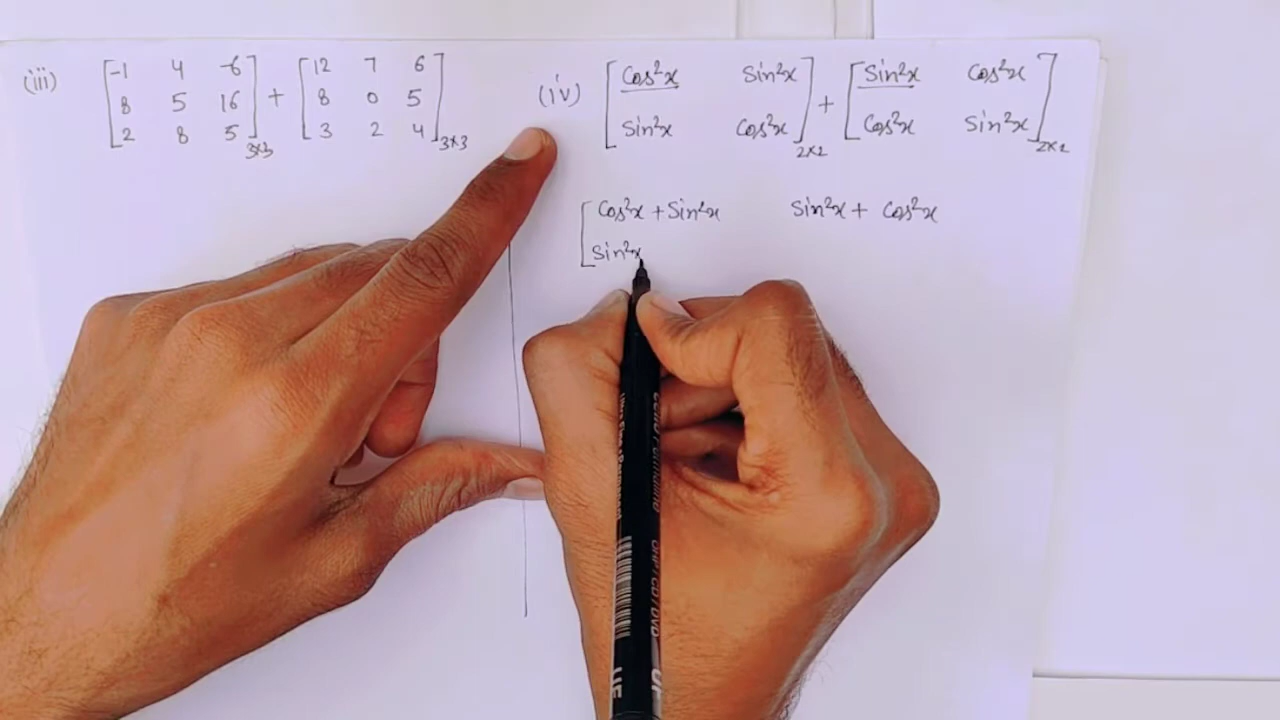 (iii) [-1 4 -6] + [12 7 6]
[8 5 16] [8 0 5]
[2 8 5]3×3 [3 2 4]3×3
(iv) [Cos²x Sin²x] + [Sin²x Cos²x]
[Sin²x Cos²x]2×2 [Cos²x Sin²x]2×2
[Cos²x + Sin²x Sin²x + Cos²x
[Sin²x